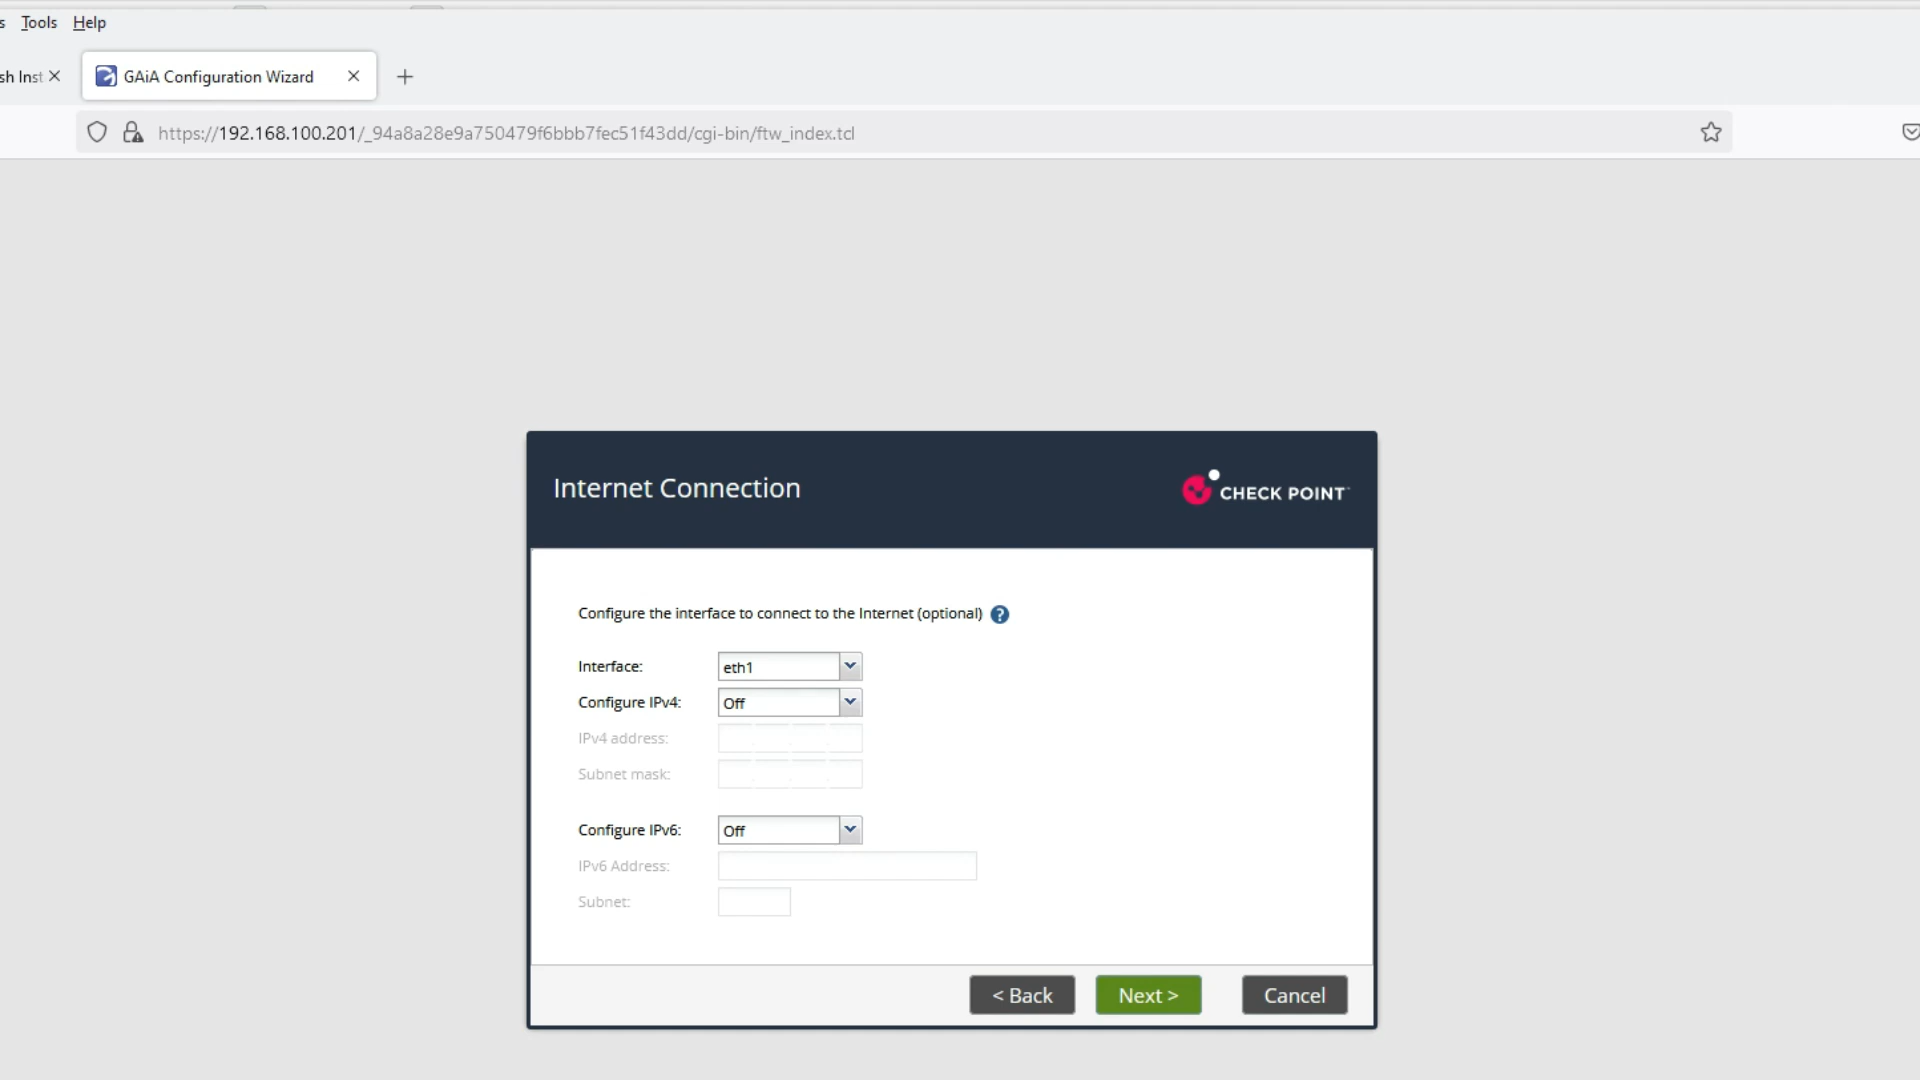 s Tools Help
sh Inst GAiA Configuration Wizard
https://192.168.100.201/_94a8a28e9a750479f6bbb7fec51f43dd/cgi-bin/ftw_index.tcl
Internet Connection
CHECK POINT
Configure the interface to connect to the Internet (optional) ?
Interface: eth1
Configure IPv4: Off
IPv4 address:
Subnet mask:
Configure IPv6: Off
IPv6 Address:
Subnet:
< Back Next > Cancel